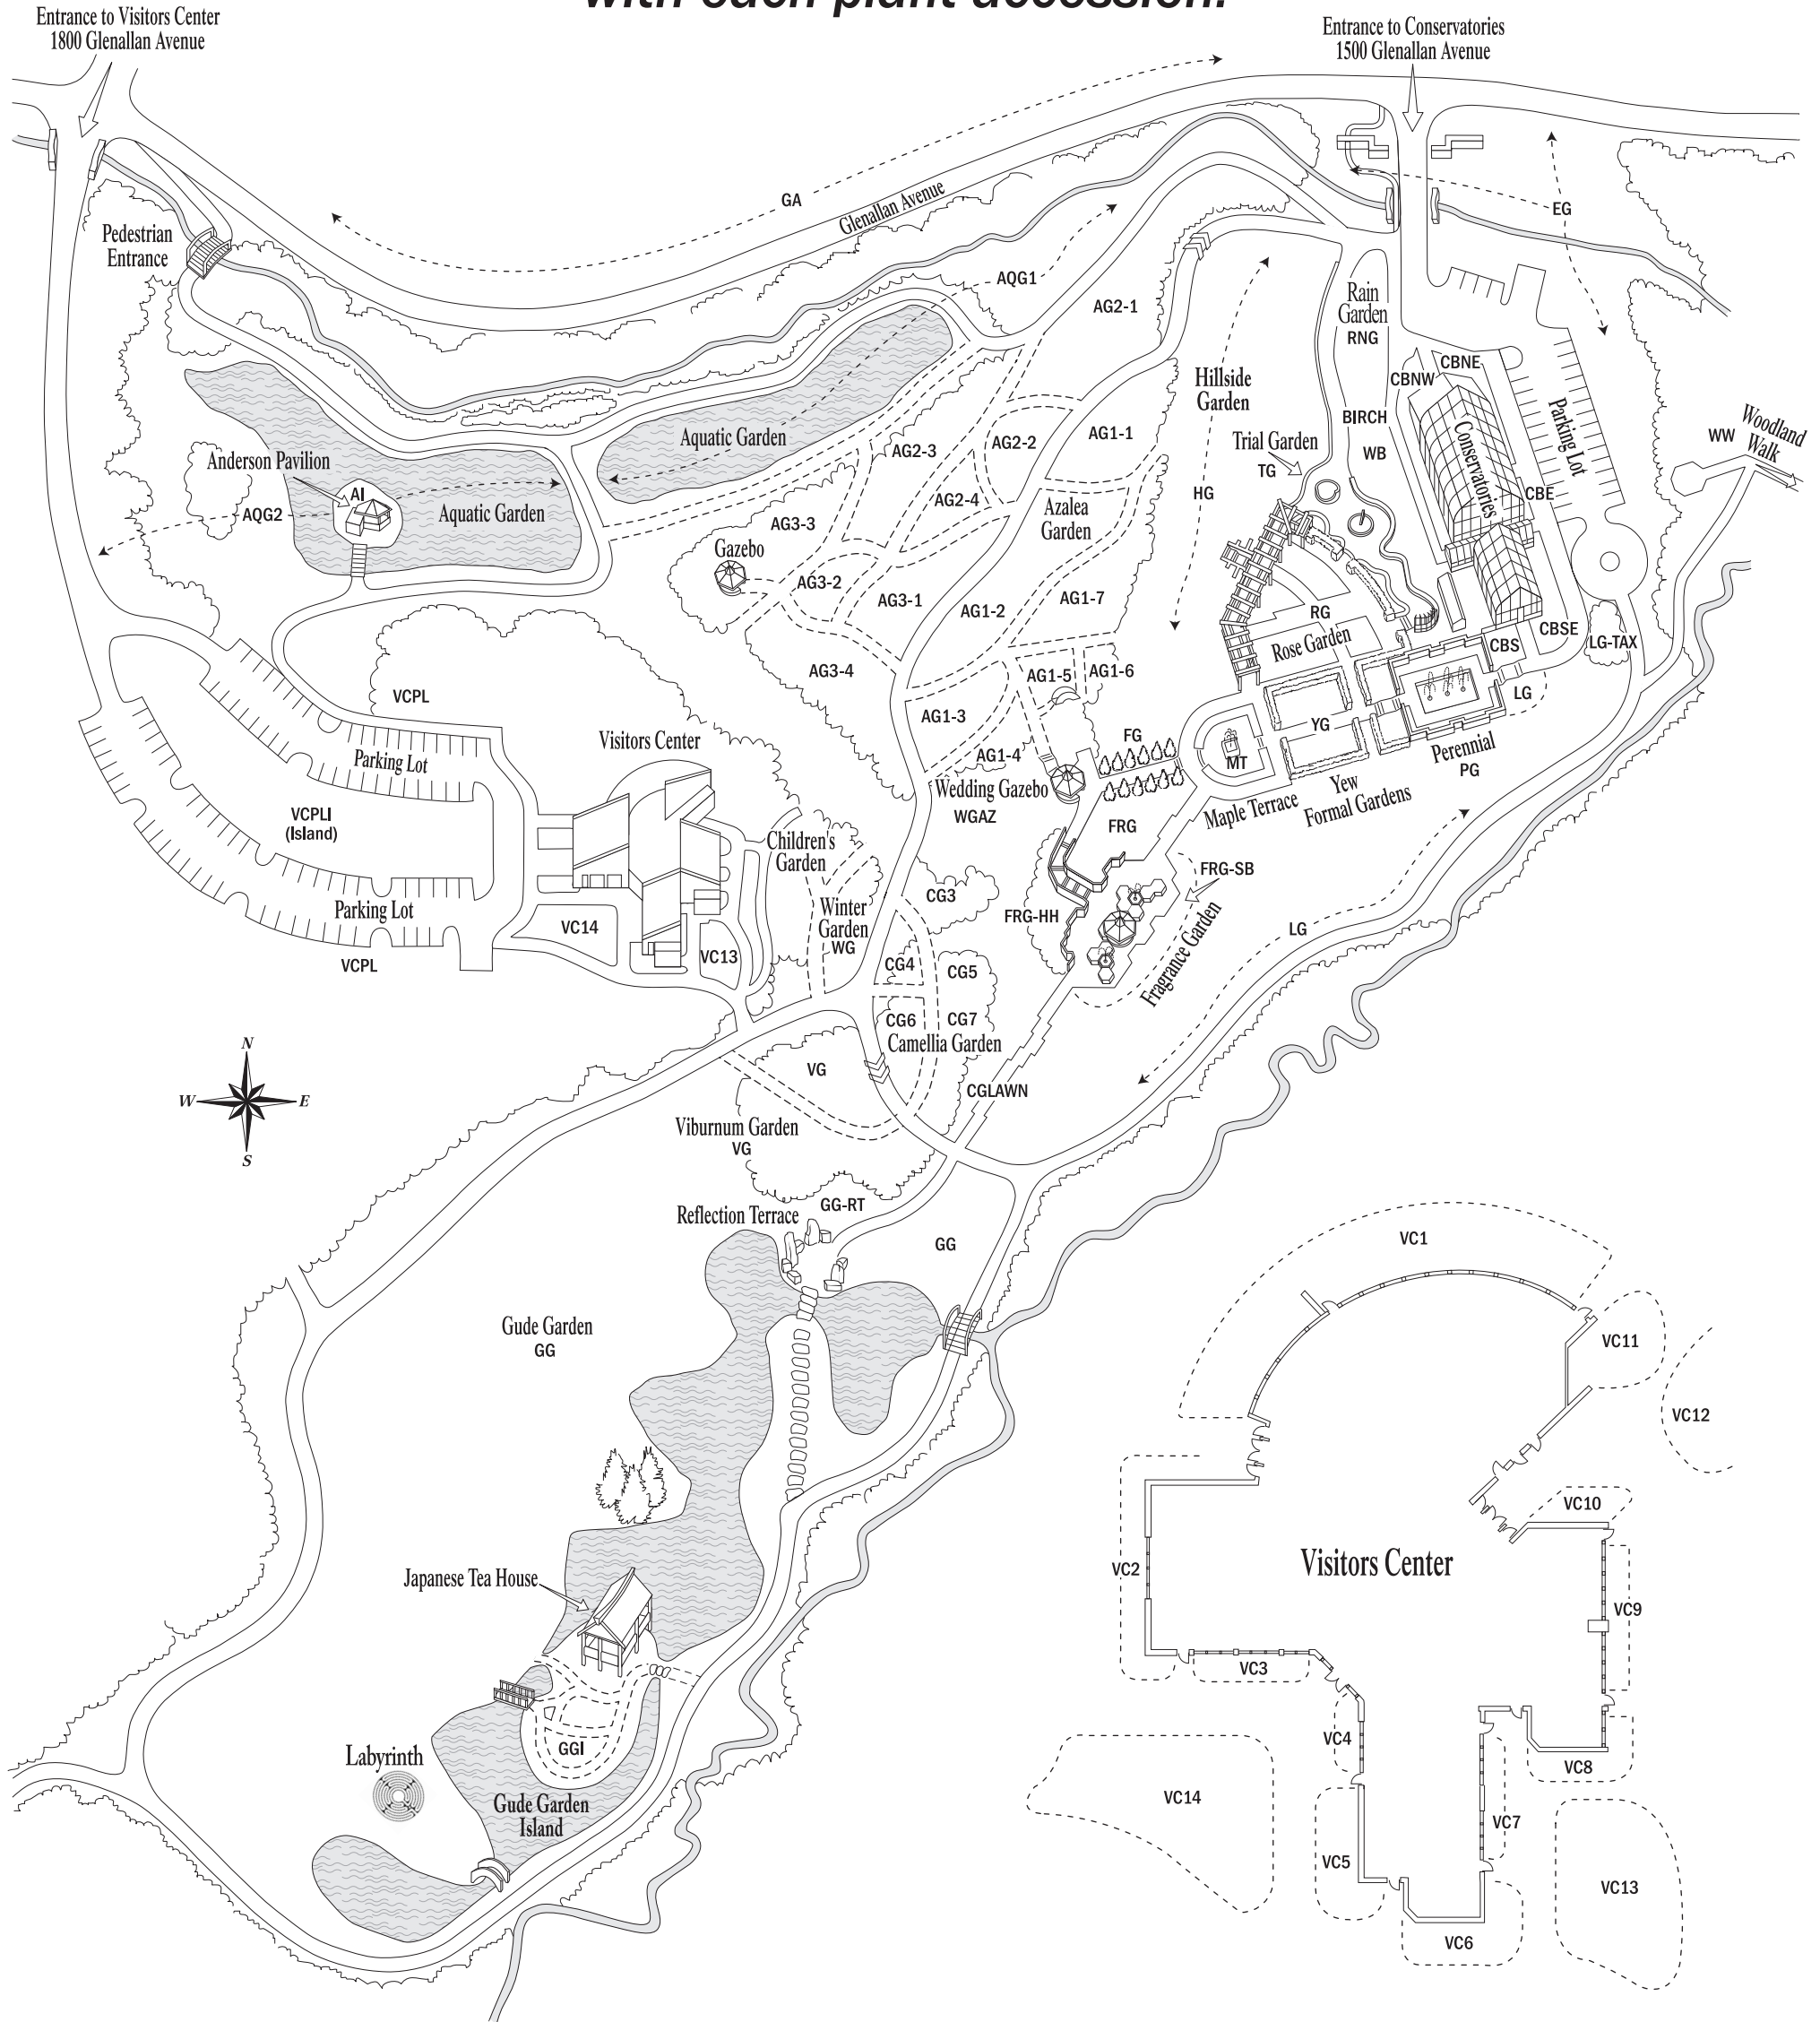 with each plant accession.
Entrance to Visitors Center
1800 Glenallan Avenue
Entrance to Conservatories
1500 Glenallan Avenue
GA
Glenallan Avenue
EG
Pedestrian
Entrance
AQG1
AG2-1
Rain
Garden
RNG
CBNE
CBNW
Hillside
Garden
BIRCH
Parking Lot
Conservatories
Woodland
Walk
WW
Aquatic Garden
AG2-3
AG2-2
AG1-1
Trial Garden
TG
WB
Anderson Pavilion
AI
AQG2
Aquatic Garden
AG2-4
HG
CBE
AG3-3
Azalea
Garden
Gazebo
AG3-2
AG3-1
AG1-2
AG1-7
RG
Rose Garden
CBS
CBSE
LG-TAX
AG3-4
AG1-5
AG1-6
LG
VCPL
AG1-3
YG
Visitors Center
FG
MT
Perennial
PG
Parking Lot
AG1-4
Wedding Gazebo
WGAZ
Yew
Maple Terrace
Formal Gardens
VCPLI
(Island)
FRG
Children's
Garden
FRG-SB
CG3
Parking Lot
Winter
Garden
WG
FRG-HH
VC14
VC13
LG
Fragrance Garden
VCPL
CG4
CG5
CG6
CG7
Camellia Garden
N
W
E
S
VG
CGLAWN
Viburnum Garden
VG
GG-RT
Reflection Terrace
GG
VC1
Gude Garden
GG
VC11
VC12
VC10
Visitors Center
VC2
Japanese Tea House
VC9
VC3
VC4
GGI
Labyrinth
VC8
VC14
Gude Garden
Island
VC7
VC5
VC13
VC6